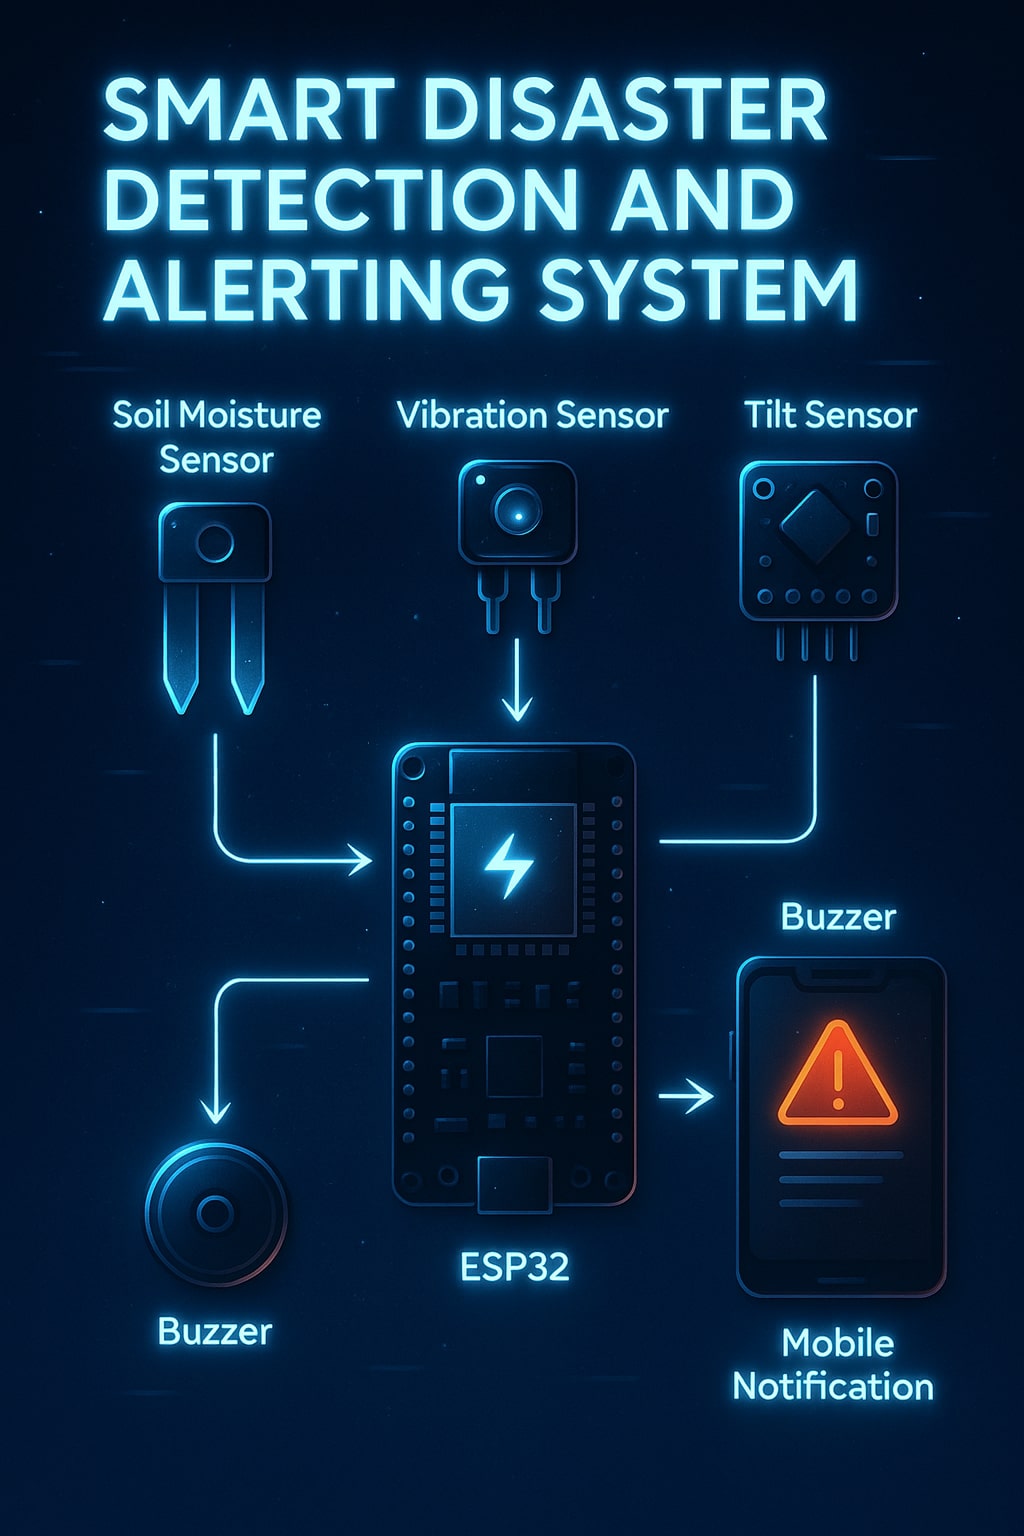 SMART DISASTER
DETECTION AND
ALERTING SYSTEM
Soil Moisture
Sensor
Vibration Sensor
Tilt Sensor
Buzzer
ESP32
Buzzer
Mobile
Notification